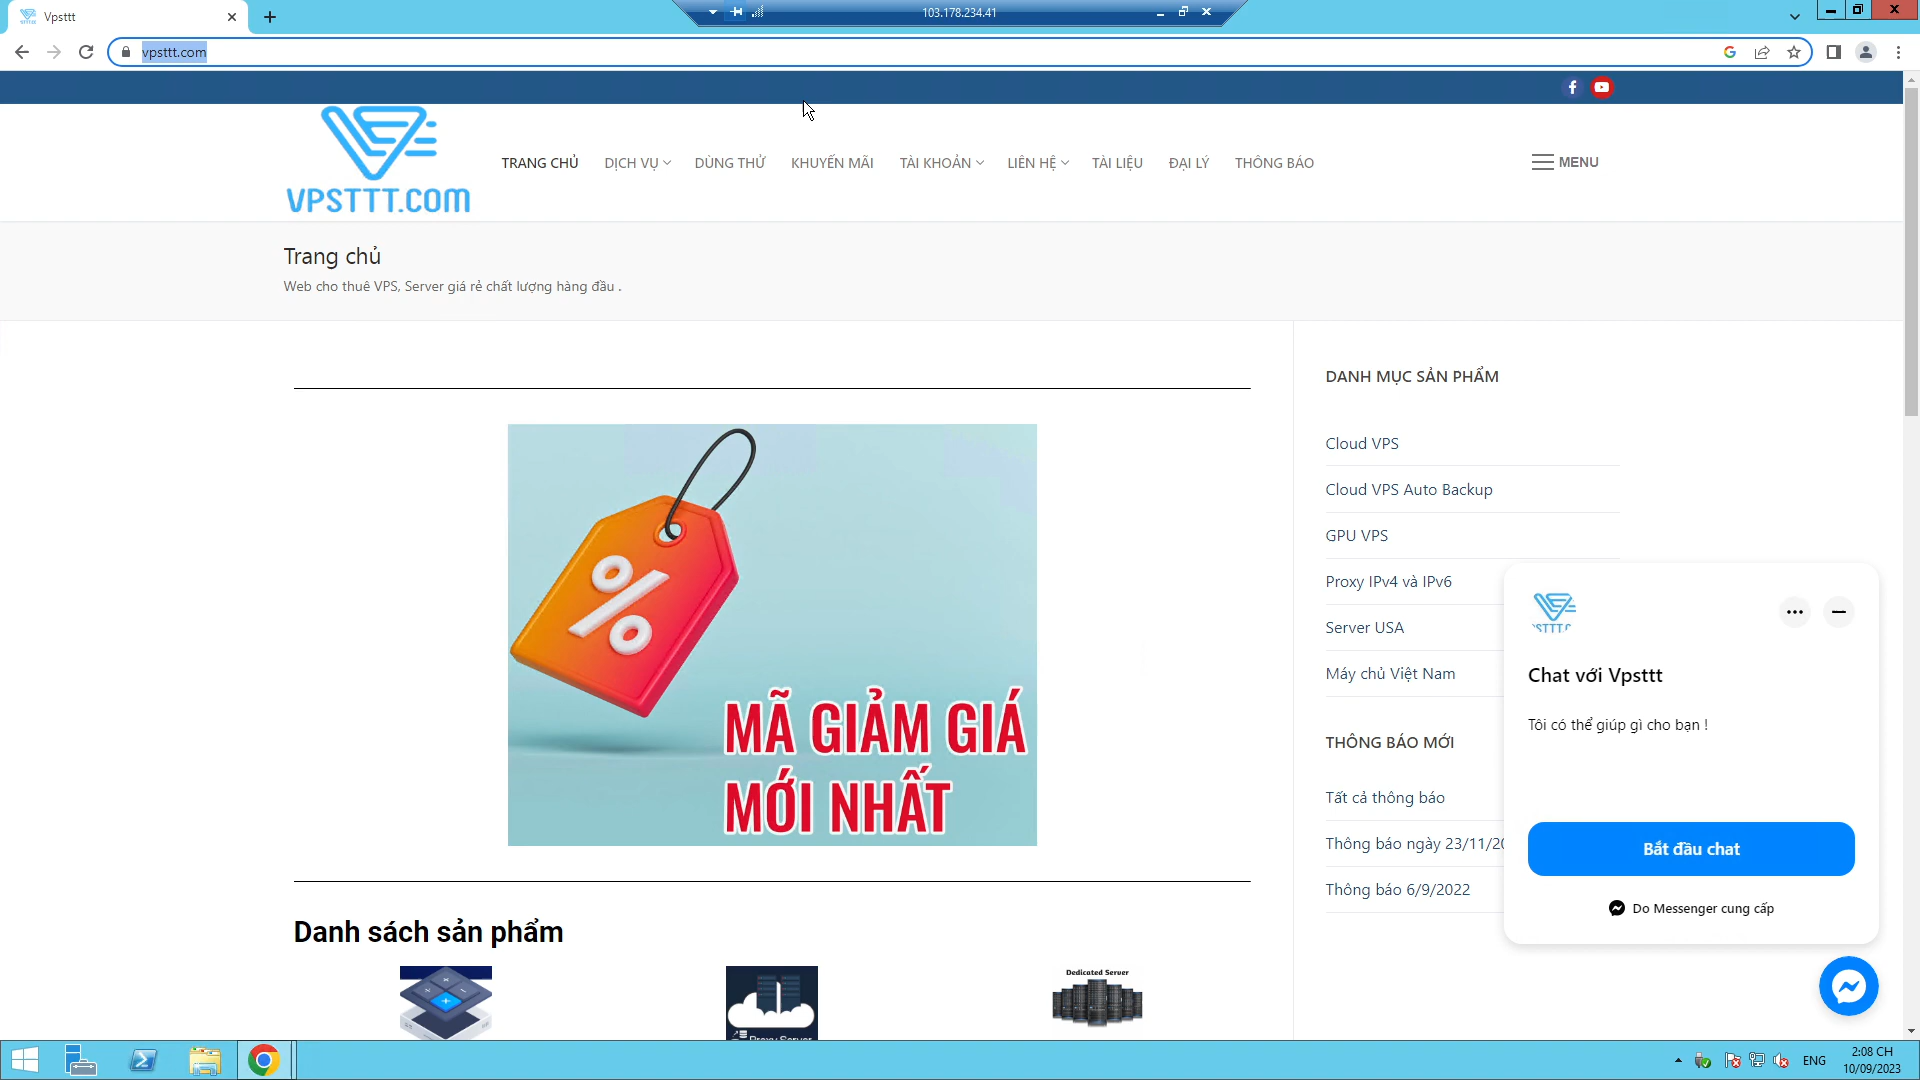 Vpsttt
103.178.234.41
vpsttt.com
VPSTTT.COM
TRANG CHỦ
DỊCH VỤ
DÙNG THỬ
KHUYẾN MÃI
TÀI KHOẢN
LIÊN HỆ
TÀI LIỆU
ĐẠI LÝ
THÔNG BÁO
MENU
Trang chủ
Web cho thuê VPS, Server giá rẻ chất lượng hàng đầu .
%
MÃ GIẢM GIÁ
MỚI NHẤT
Danh sách sản phẩm
Proxy Server
Dedicated Server
DANH MỤC SẢN PHẨM
Cloud VPS
Cloud VPS Auto Backup
GPU VPS
Proxy IPv4 và IPv6
Server USA
Máy chủ Việt Nam
THÔNG BÁO MỚI
Tất cả thông báo
Thông báo ngày 23/11/20
Thông báo 6/9/2022
Chat với Vpsttt
Tôi có thể giúp gì cho bạn !
Bắt đầu chat
Do Messenger cung cấp
ENG
2:08 CH
10/09/2023